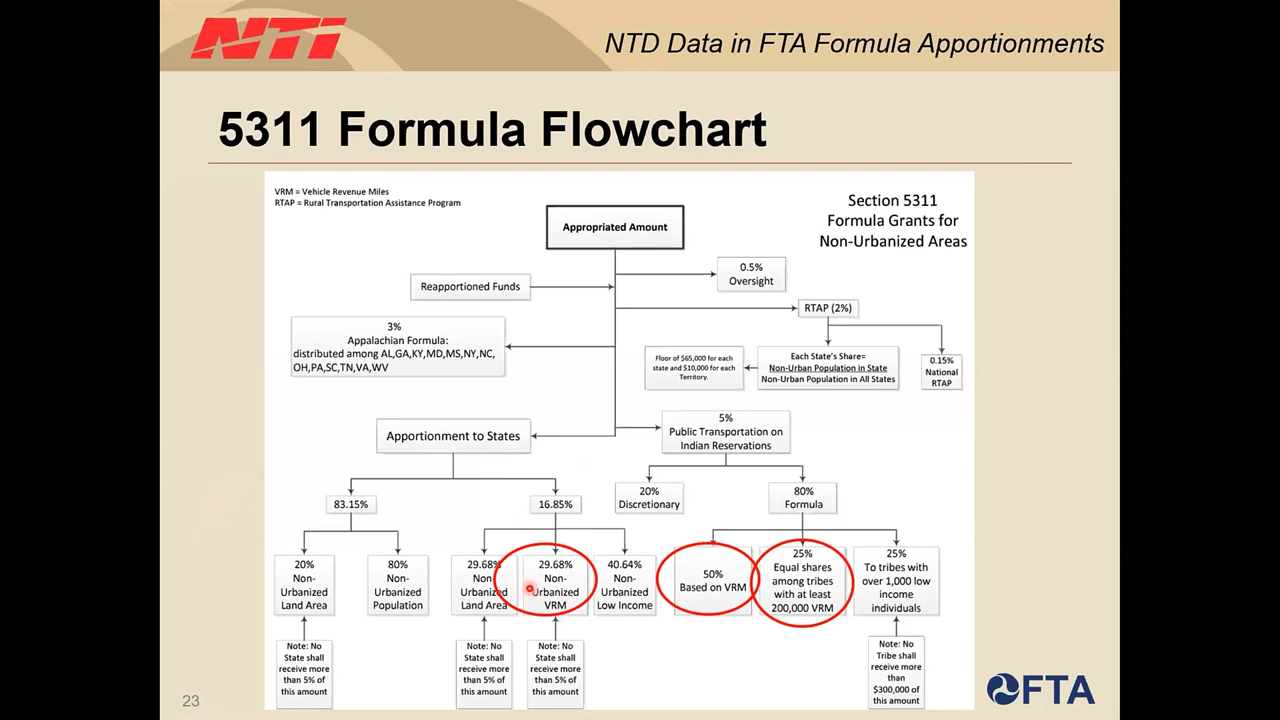 NTI
NTD Data in FTA Formula Apportionments
5311 Formula Flowchart
VRM = Vehicle Revenue Miles
RTAP = Rural Transportation Assistance Program
Section 5311
Formula Grants for
Non-Urbanized Areas
Appropriated Amount
0.5%
Oversight
Reapportioned Funds
RTAP (2%)
3%
Appalachian Formula:
distributed among AL,GA,KY,MD,MS,NY,NC,
OH,PA,SC,TN,VA,WV
Floor of $65,000 for each
state and $10,000 for each
Territory.
Each State's Share=
Non-Urban Population in State
Non-Urban Population in All States
0.15%
National
RTAP
Apportionment to States
5%
Public Transportation on
Indian Reservations
83.15%
16.85%
20%
Discretionary
80%
Formula
20%
Non-
Urbanized
Land Area
80%
Non-
Urbanized
Population
29.68%
Non-
Urbanized
Land Area
29.68%
Non-
Urbanized
VRM
40.64%
Non-
Urbanized
Low Income
50%
Based on VRM
25%
Equal shares
among tribes
with at least
200,000 VRM
25%
To tribes with
over 1,000 low
income
individuals
Note: No
State shall
receive more
than 5% of
this amount
Note: No
State shall
receive more
than 5% of
this amount
Note: No
State shall
receive more
than 5% of
this amount
Note: No
Tribe shall
receive more
than
$300,000 of
this amount
23
FTA